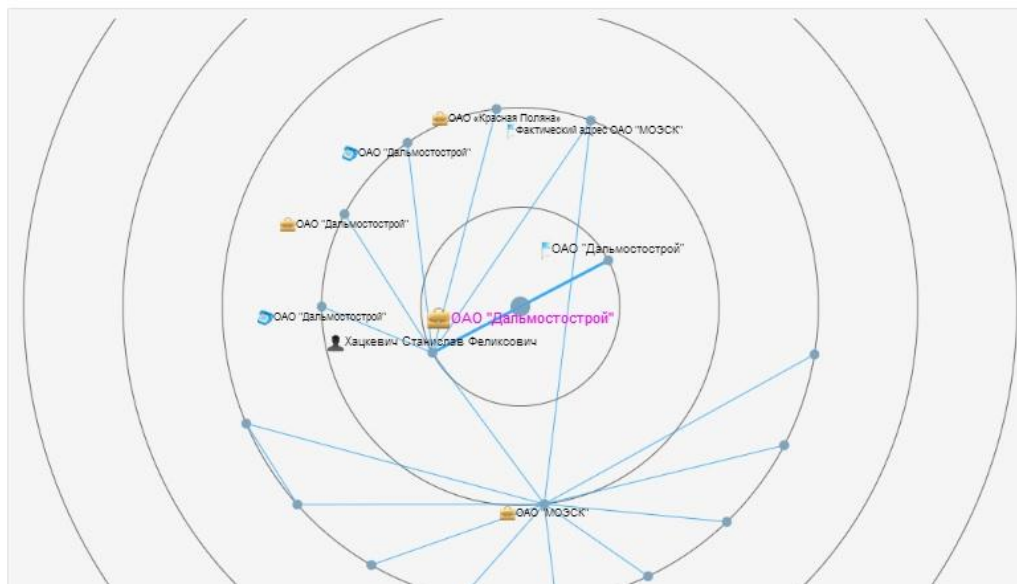 ОАО «Красная Поляна»
Фактический адрес ОАО "МОЭСК"
ОАО "Дальмостострой"
ОАО "Дальмостострой"
ОАО "Дальмостострой"
ОАО "Дальмостострой"
ОАО "Дальмостострой"
Хацкевич Станислав Феликсович
ОАО "МОЭСК"